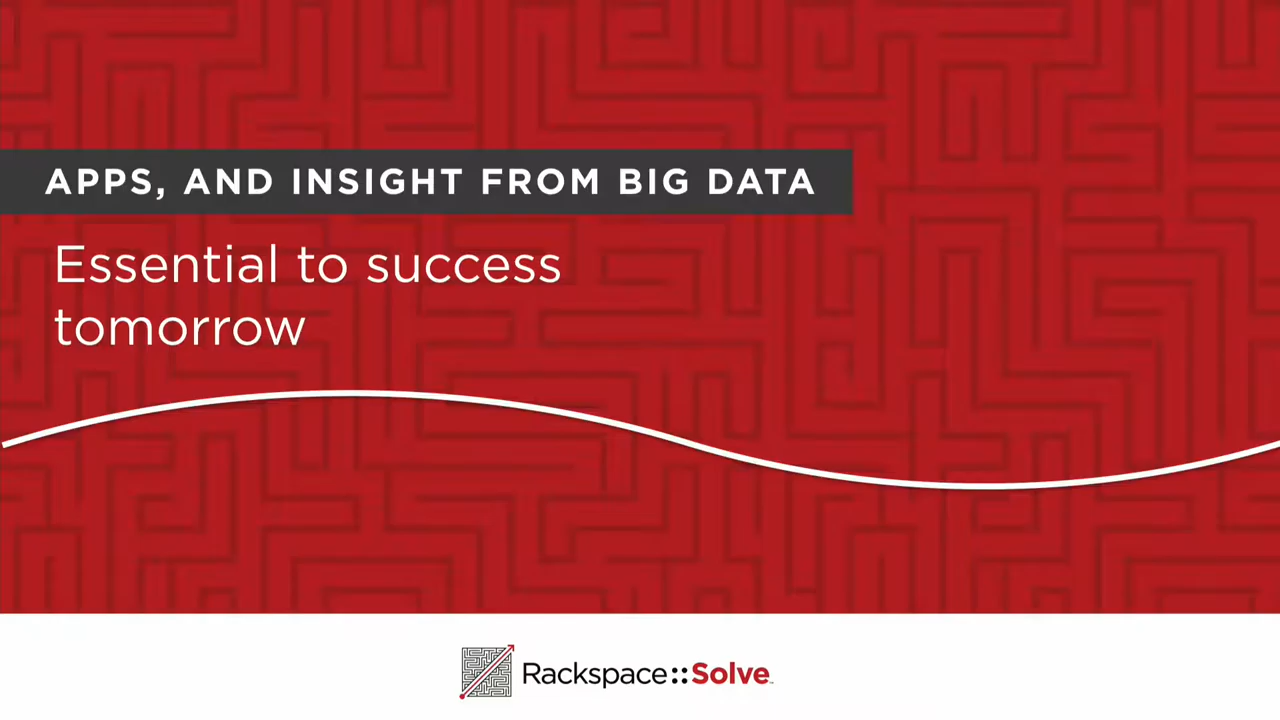 APPS, AND INSIGHT FROM BIG DATA
Essential to success
tomorrow
Rackspace::Solve